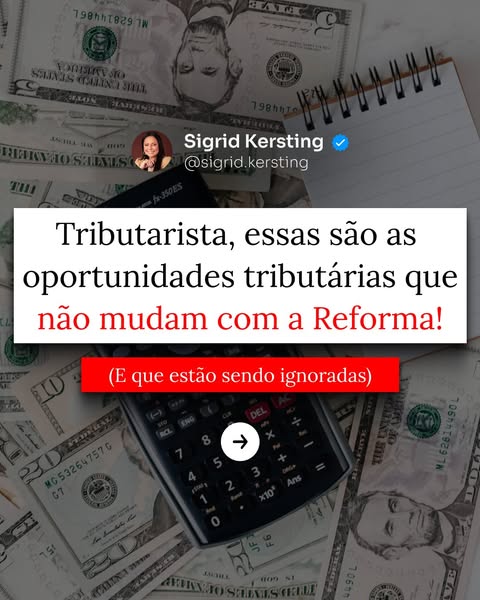 Sigrid Kersting
@sigrid.kersting
Tributarista, essas são as
oportunidades tributárias que
não mudam com a Reforma!
(E que estão sendo ignoradas)